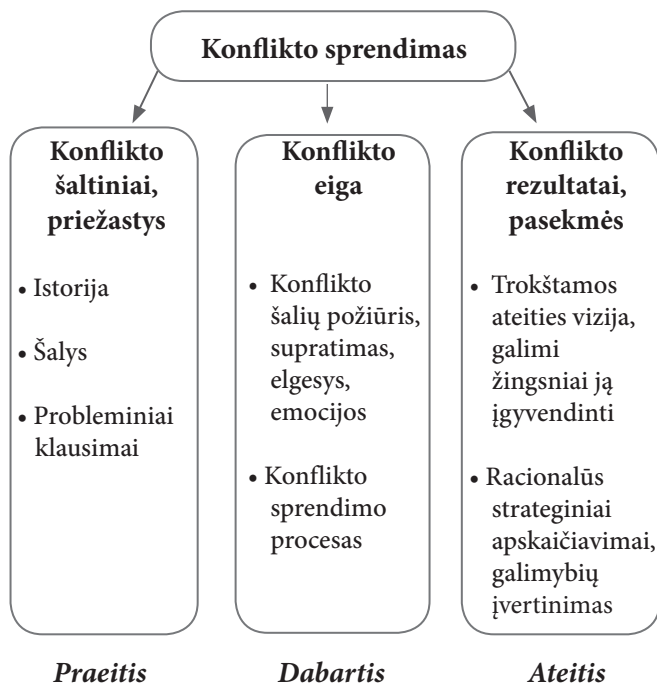 Konflikto sprendimas
Konflikto
šaltiniai,
priežastys
• Istorija
• Šalys
• Probleminiai
klausimai
Konflikto
eiga
• Konflikto
šalių požiūris,
supratimas,
elgesys,
emocijos
• Konflikto
sprendimo
procesas
Konflikto
rezultatai,
pasekmės
• Trokštamos
ateities vizija,
galimi
žingsniai ją
įgyvendinti
• Racionalūs
strateginiai
apskaičiavimai,
galimybių
įvertinimas
Praeitis
Dabartis
Ateitis